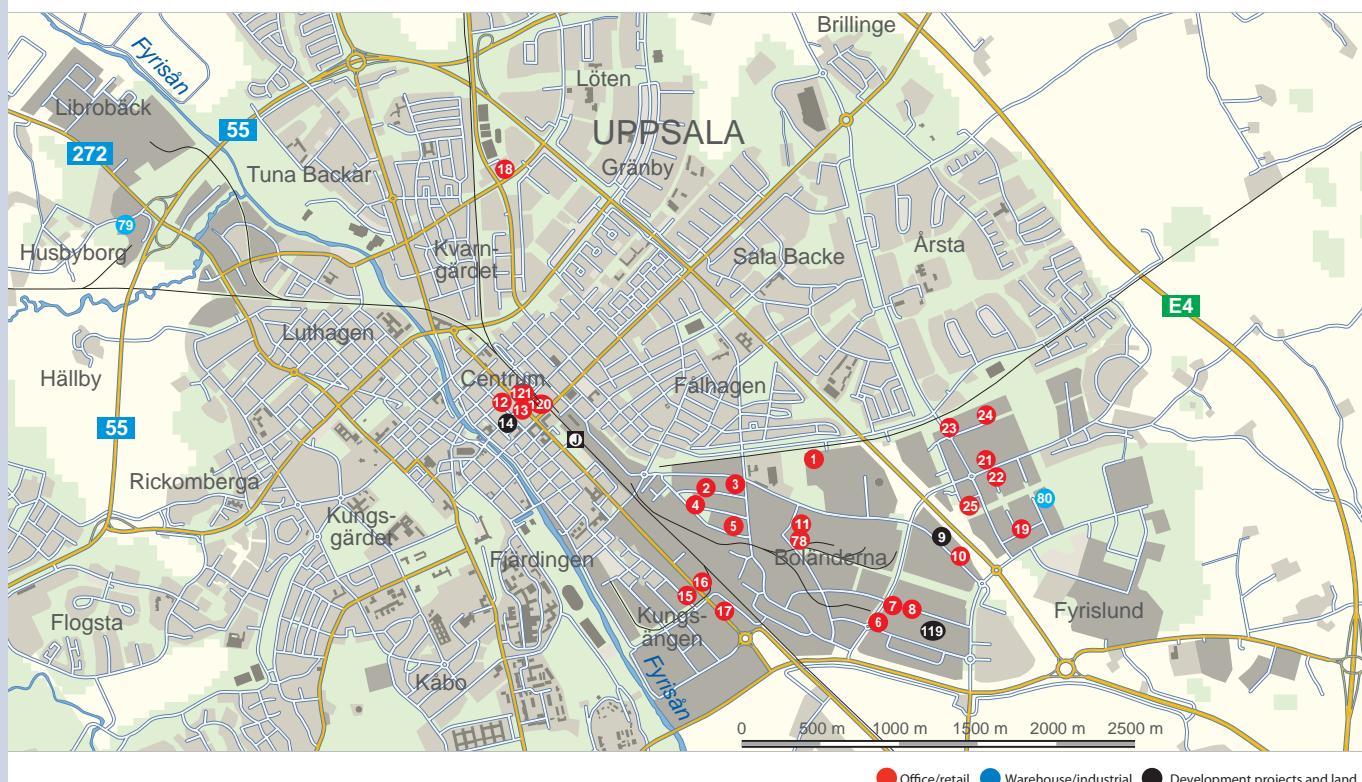 Brillinge
Fyrisån
Löten
Librobäck
55
UPPSALA
272
Tuna Backar
Gränby
18
79
Husbyborg
Kvarn-
gärdet
Sala Backe
Årsta
E4
Luthagen
Hällby
Centrum
Fålhagen
121
12
13
120
14
24
23
55
J
1
21
22
Rickomberga
2
3
4
25
80
Kungs-
gärdet
5
11
78
19
9
10
Fjärdingen
Boländerna
16
15
17
Kungs-
ängen
7
8
6
119
Fyrislund
Flogsta
Kåbo
Fyrisån
0 500 m 1000 m 1500 m 2000 m 2500 m
Office/retail Warehouse/industrial Development projects and land